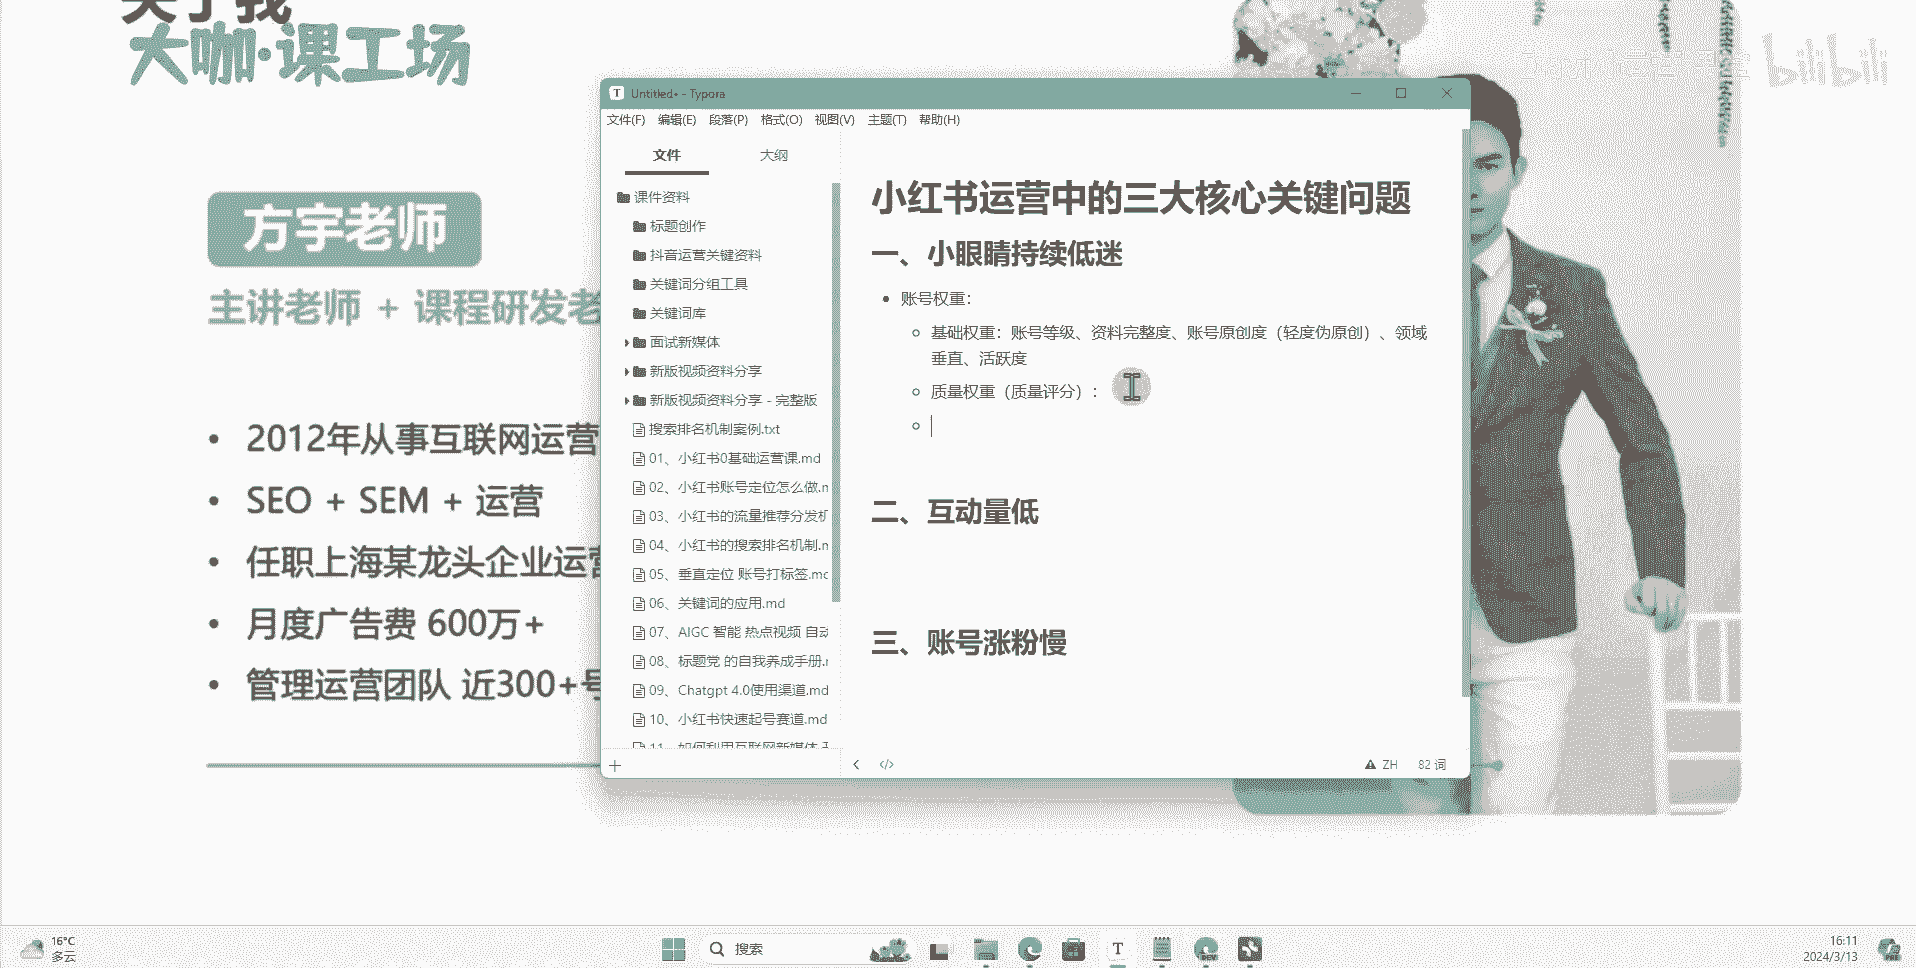 关于我
大咖·课工场
bilibili
方宇老师
主讲老师 + 课程研发老
2012年从事互联网运营
SEO + SEM + 运营
任职上海某龙头企业运营
月度广告费 600万+
管理运营团队 近300+号
Untitled• - Typora
文件(F) 编辑(E) 段落(P) 格式(O) 视图(V) 主题(T) 帮助(H)
文件 大纲
课件资料
标题创作
抖音运营关键资料
关键词分组工具
关键词库
面试新媒体
新版视频资料分享
新版视频资料分享 - 完整版
搜索排名机制案例.txt
01、小红书0基础运营课.md
02、小红书账号定位怎么做.m
03、小红书的流量推荐分发机
04、小红书的搜索排名机制.m
05、垂直定位 账号打标签.md
06、关键词的应用.md
07、AIGC 智能 热点视频 自动
08、标题党 的自我养成手册.m
09、Chatgpt 4.0使用渠道.md
10、小红书快速起号赛道.md
11、如何利用互联网新媒体
小红书运营中的三大核心关键问题
一、小眼睛持续低迷
账号权重：
基础权重：账号等级、资料完整度、账号原创度（轻度伪原创）、领域
垂直、活跃度
质量权重（质量评分）：
二、互动量低
三、账号涨粉慢
ZH 82 词
16°C
多云
搜索
16:11
2024/3/13